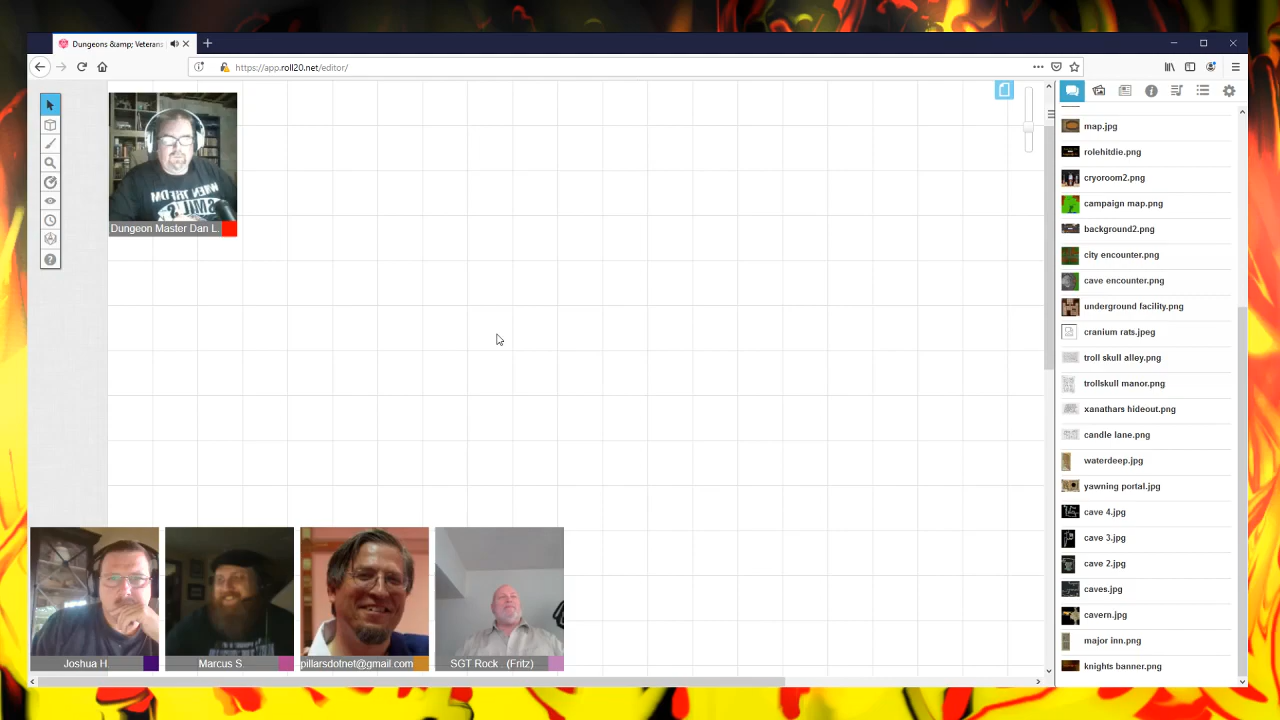 Dungeons &amp; Veterans
https://app.roll20.net/editor/
Dungeon Master Dan L.
map.jpg
rolehitdie.png
cryoroom2.png
campaign map.png
background2.png
city encounter.png
cave encounter.png
underground facility.png
cranium rats.jpeg
troll skull alley.png
trollskull manor.png
xanathars hideout.png
candle lane.png
waterdeep.jpg
yawning portal.jpg
cave 4.jpg
cave 3.jpg
cave 2.jpg
caves.jpg
cavern.jpg
major inn.png
knights banner.png
Joshua H.
Marcus S.
pillarsdotnet@gmail.com
SGT Rock . (Fritz)